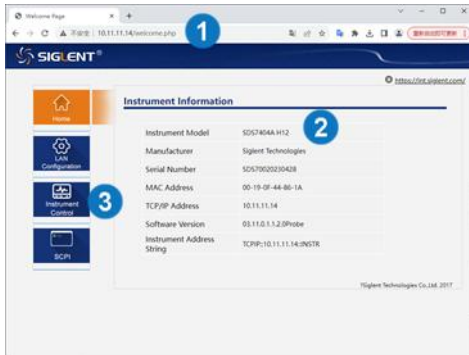 Welcome Page
不安全 10.11.11.14/welcome.php
1
SIGLENT®
https://int.siglent.com/
Home
Instrument Information
LAN
Configuration
Instrument
Control
SCPI
2
3
Instrument Model SDS7404A H12
Manufacturer Siglent Technologies
Serial Number SDS70020230428
MAC Address 00-19-0F-44-86-1A
TCP/IP Address 10.11.11.14
Software Version 03.11.0.1.1.2.0Probe
Instrument Address
String
TCPIP::10.11.11.14::INSTR
?Siglent Technologies Co.,Ltd. 2017